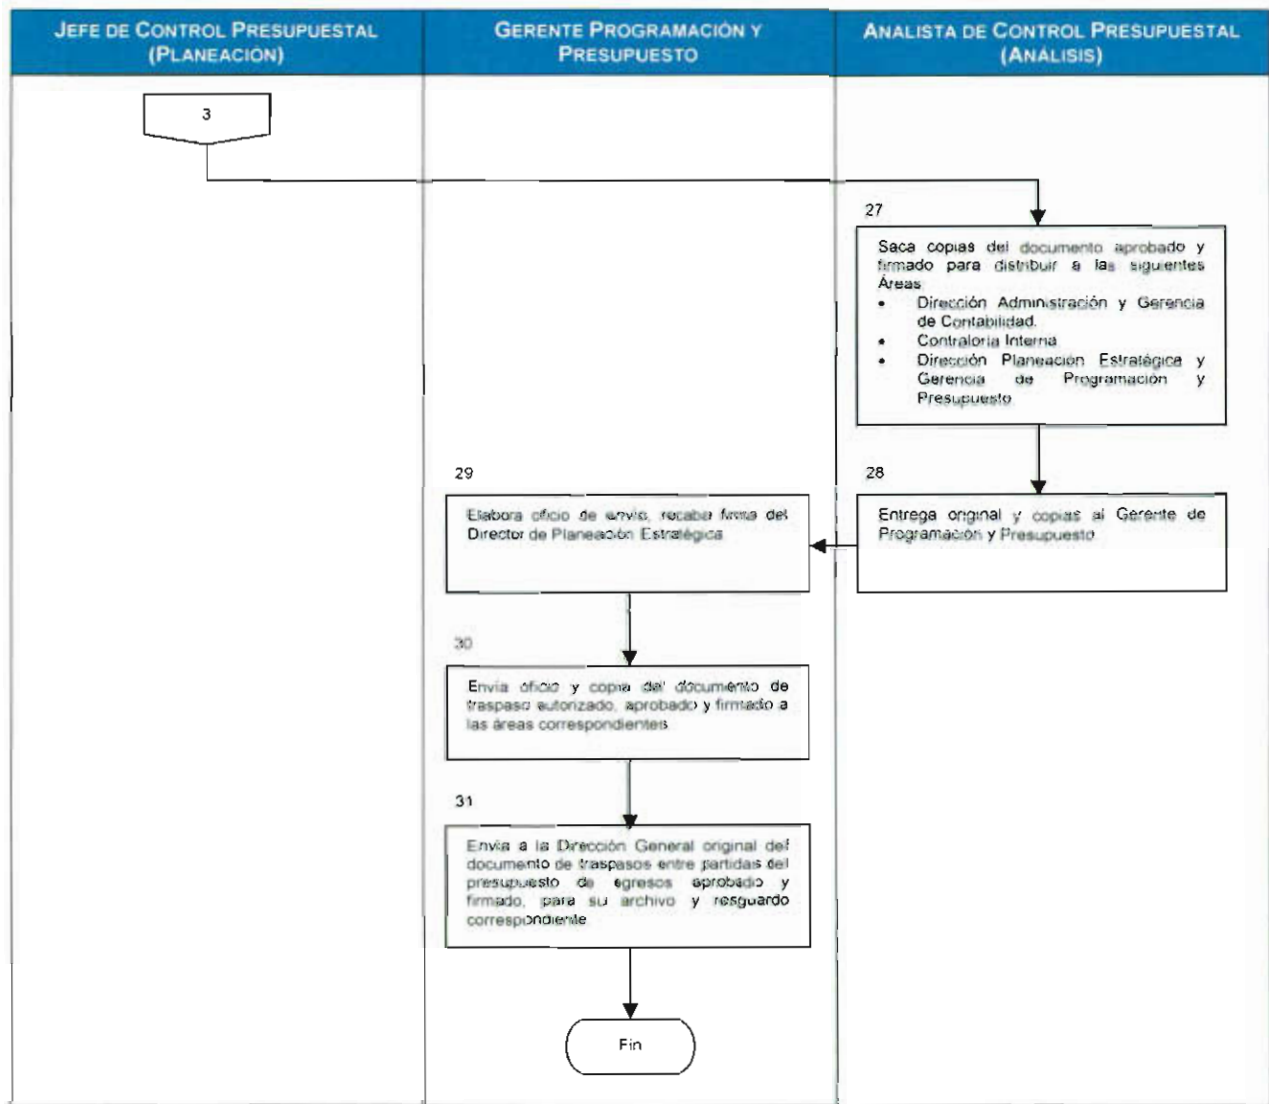 JEFE DE CONTROL PRESUPUESTAL
(PLANEACIÓN)
GERENTE PROGRAMACIÓN Y
PRESUPUESTO
ANALISTA DE CONTROL PRESUPUESTAL
(ANÁLISIS)
3
27
Saca copias del documento aprobado y
firmado para distribuir a las siguientes
Áreas
• Dirección Administración y Gerencia
de Contabilidad.
• Contraloría Interna
• Dirección Planeación Estratégica y
Gerencia de Programación y
Presupuesto
28
Entrega original y copias al Gerente de
Programación y Presupuesto
29
Elabora oficio de envío, recaba firma del
Director de Planeación Estratégica
30
Envía oficio y copia del documento de
traspaso autorizado, aprobado y firmado a
las áreas correspondientes
31
Envía a la Dirección General original del
documento de traspasos entre partidas del
presupuesto de egresos aprobado y
firmado, para su archivo y resguardo
correspondiente
Fin